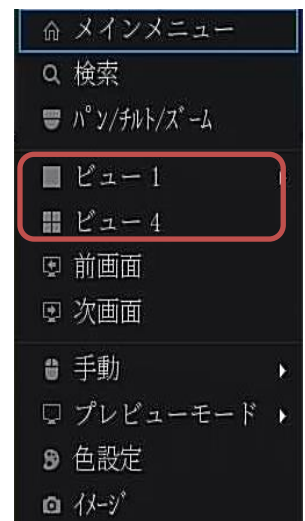 メインメニュー
検索
ﾊﾟﾝ/ﾁﾙﾄ/ｽﾞｰﾑ
ビュー 1
ビュー 4
前画面
次画面
手動
プレビューモード
色設定
ｲﾒｰｼﾞ